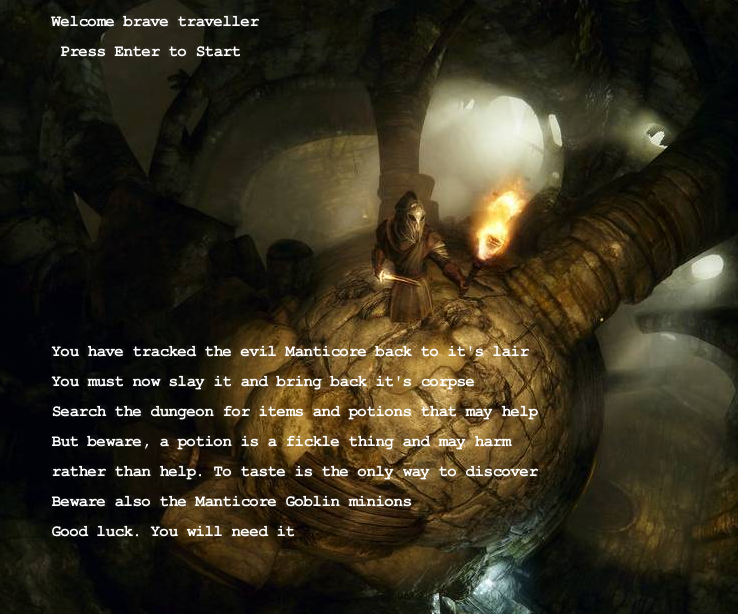 Welcome brave traveller
Press Enter to Start
You have tracked the evil Manticore back to it's lair
You must now slay it and bring back it's corpse
Search the dungeon for items and potions that may help
But beware, a potion is a fickle thing and may harm
rather than help. To taste is the only way to discover
Beware also the Manticore Goblin minions
Good luck. You will need it